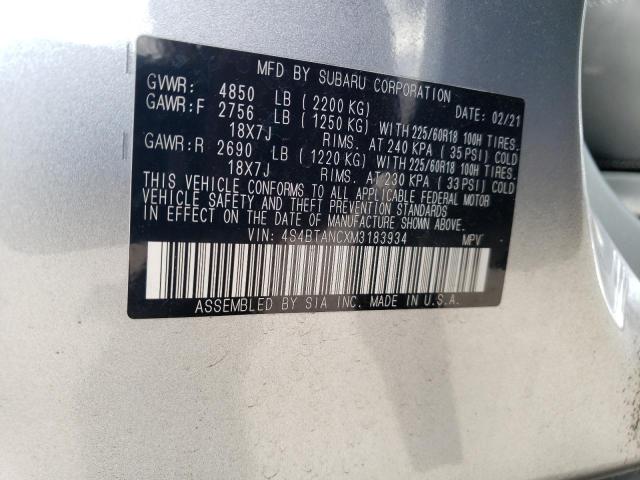 MFD BY SUBARU CORPORATION
GVWR: 4850 LB ( 2200 KG) DATE: 02/21
GAWR:F 2756 LB ( 1250 KG) WITH 225/60R18 100H TIRES.
18X7J RIMS. AT 240 KPA ( 35 PSI) COLD
GAWR:R 2690 LB ( 1220 KG) WITH 225/60R18 100H TIRES.
18X7J RIMS. AT 230 KPA ( 33 PSI) COLD
THIS VEHICLE CONFORMS TO ALL APPLICABLE FEDERAL MOTOR
VEHICLE SAFETY AND THEFT PREVENTION STANDARDS
IN EFFECT ON THE DATE OF MANUFACTURE SHOWN ABOVE.
VIN: 4S4BTANCXM3183934 MPV
ASSEMBLED BY SIA INC. MADE IN U.S.A.